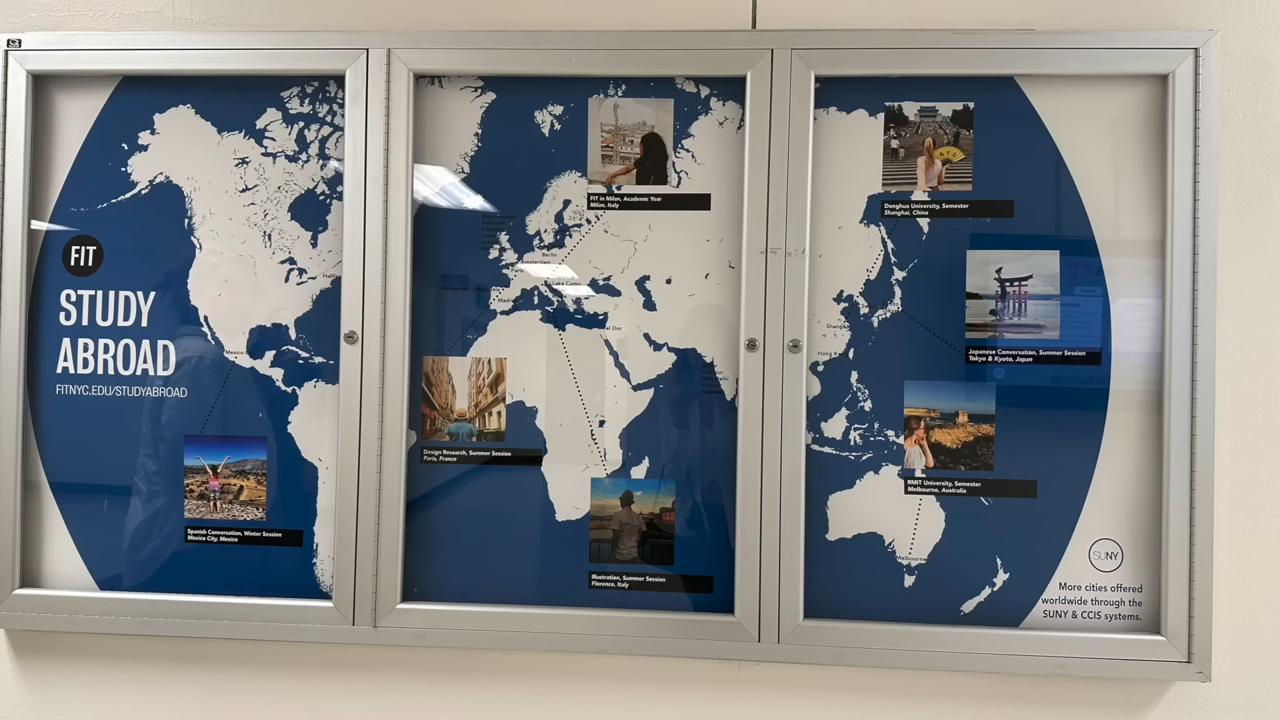 FIT
STUDY
ABROAD
FITNYC.EDU/STUDYABROAD
Spanish Conversation, Winter Session
Mexico City, Mexico
FIT in Milan, Academic Year
Milan, Italy
Berlin
Amsterdam
Lake Como
Design Research, Summer Session
Paris, France
Illustration, Summer Session
Florence, Italy
Donghua University, Semester
Shanghai, China
Japanese Conversation, Summer Session
Tokyo & Kyoto, Japan
RMIT University, Semester
Melbourne, Australia
Melbourne
SUNY
More cities offered
worldwide through the
SUNY & CCIS systems.